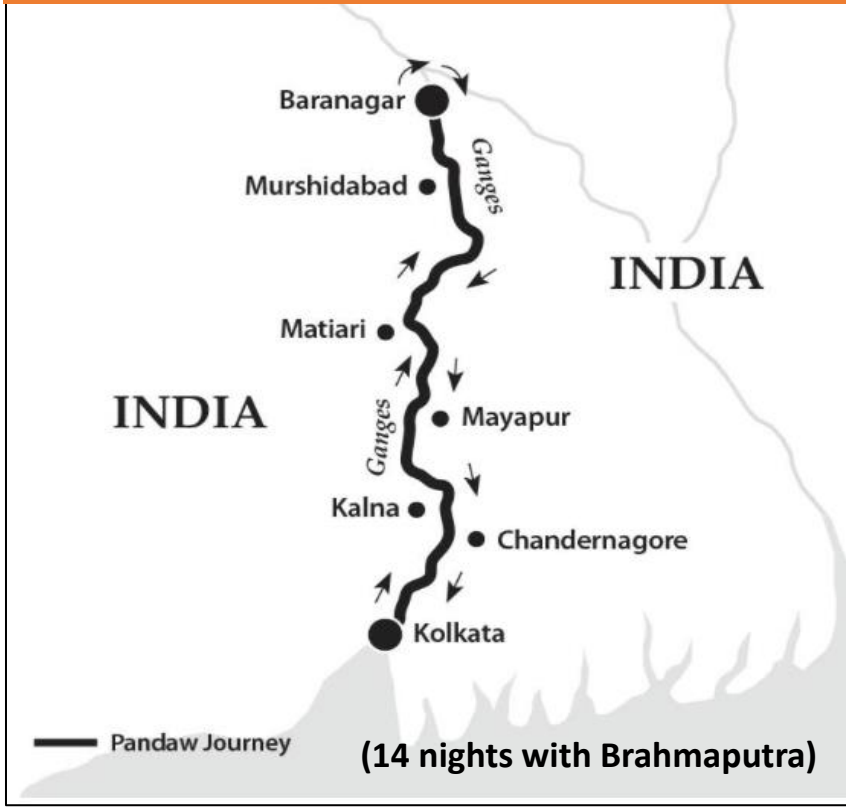 Baranagar
Ganges
Murshidabad
INDIA
Matiari
INDIA
Ganges
Mayapur
Kalna
Chandernagore
Kolkata
Pandaw Journey
(14 nights with Brahmaputra)